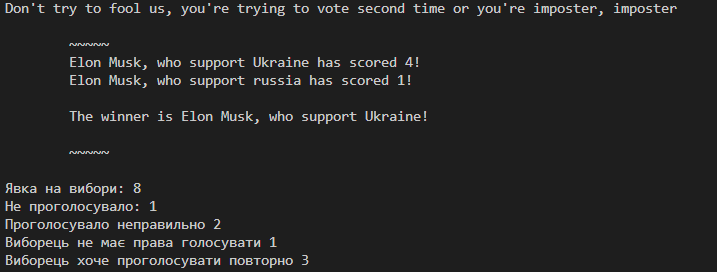 Don't try to fool us, you're trying to vote second time or you're imposter, imposter
~~~~~
Elon Musk, who support Ukraine has scored 4!
Elon Musk, who support russia has scored 1!
The winner is Elon Musk, who support Ukraine!
~~~~~
Явка на вибори: 8
Не проголосувало: 1
Проголосувало неправильно 2
Виборець не має права голосувати 1
Виборець хоче проголосувати повторно 3